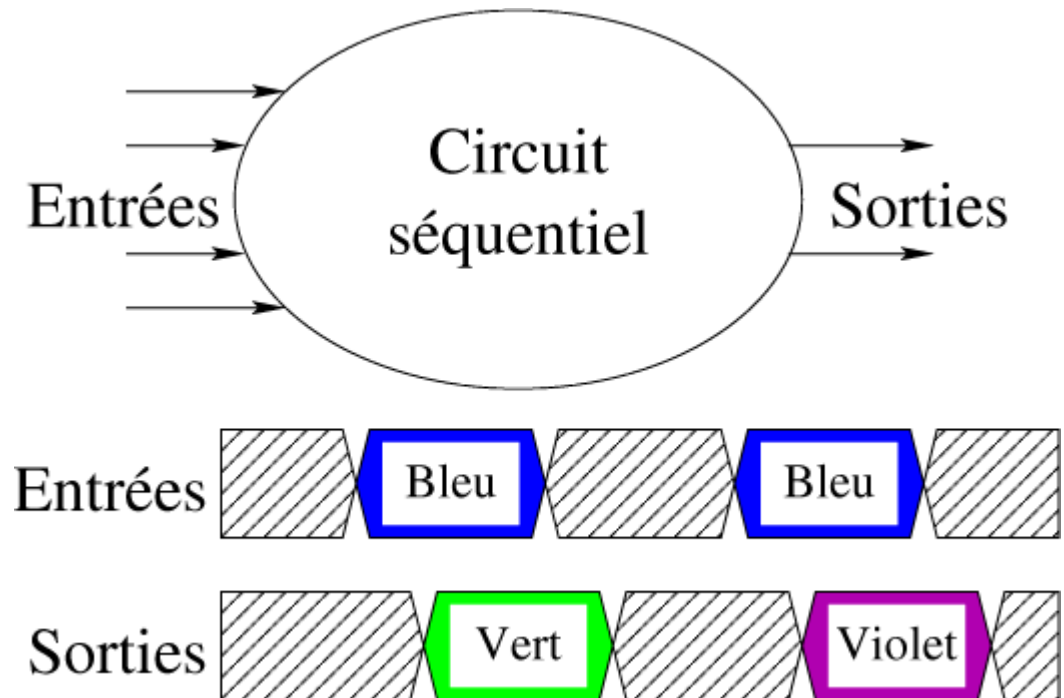 Circuit
séquentiel
Entrées
Sorties
Entrées
Bleu
Bleu
Sorties
Vert
Violet